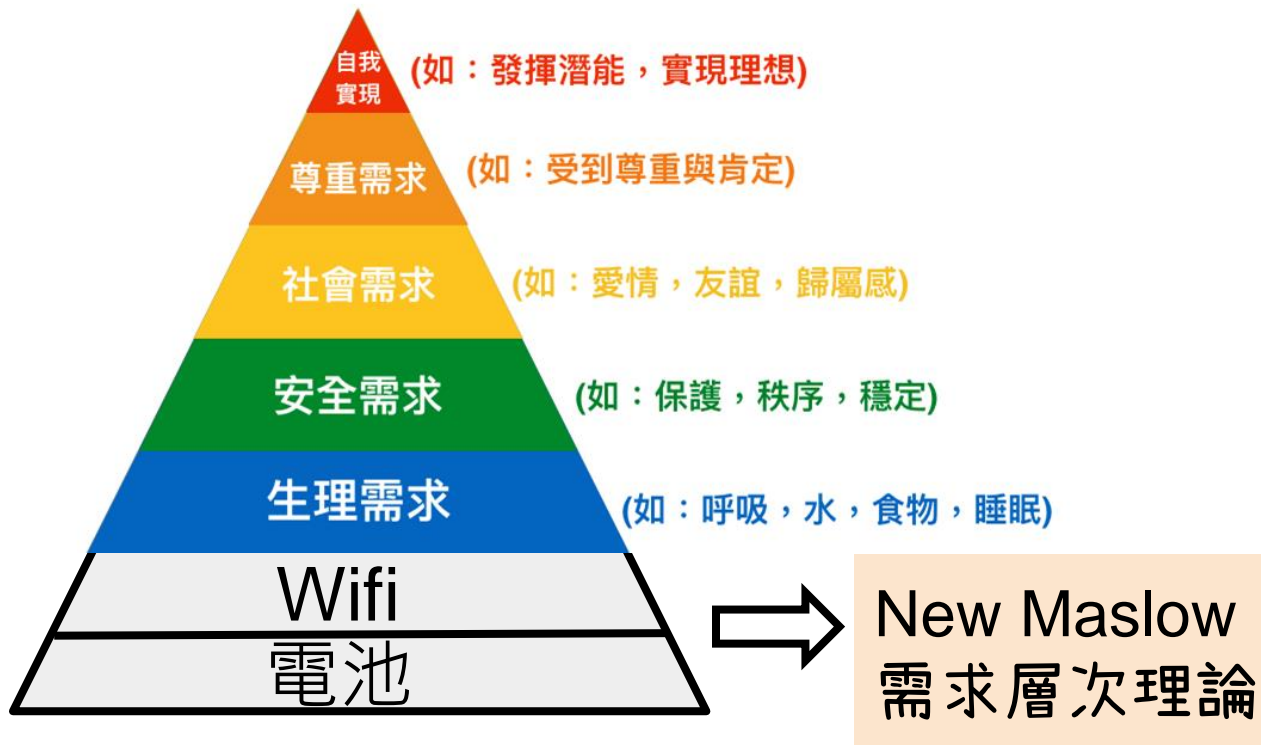 自我
實現
(如：發揮潛能，實現理想)
尊重需求
(如：受到尊重與肯定)
社會需求
(如：愛情，友誼，歸屬感)
安全需求
(如：保護，秩序，穩定)
生理需求
(如：呼吸，水，食物，睡眠)
Wifi
電池
New Maslow
需求層次理論